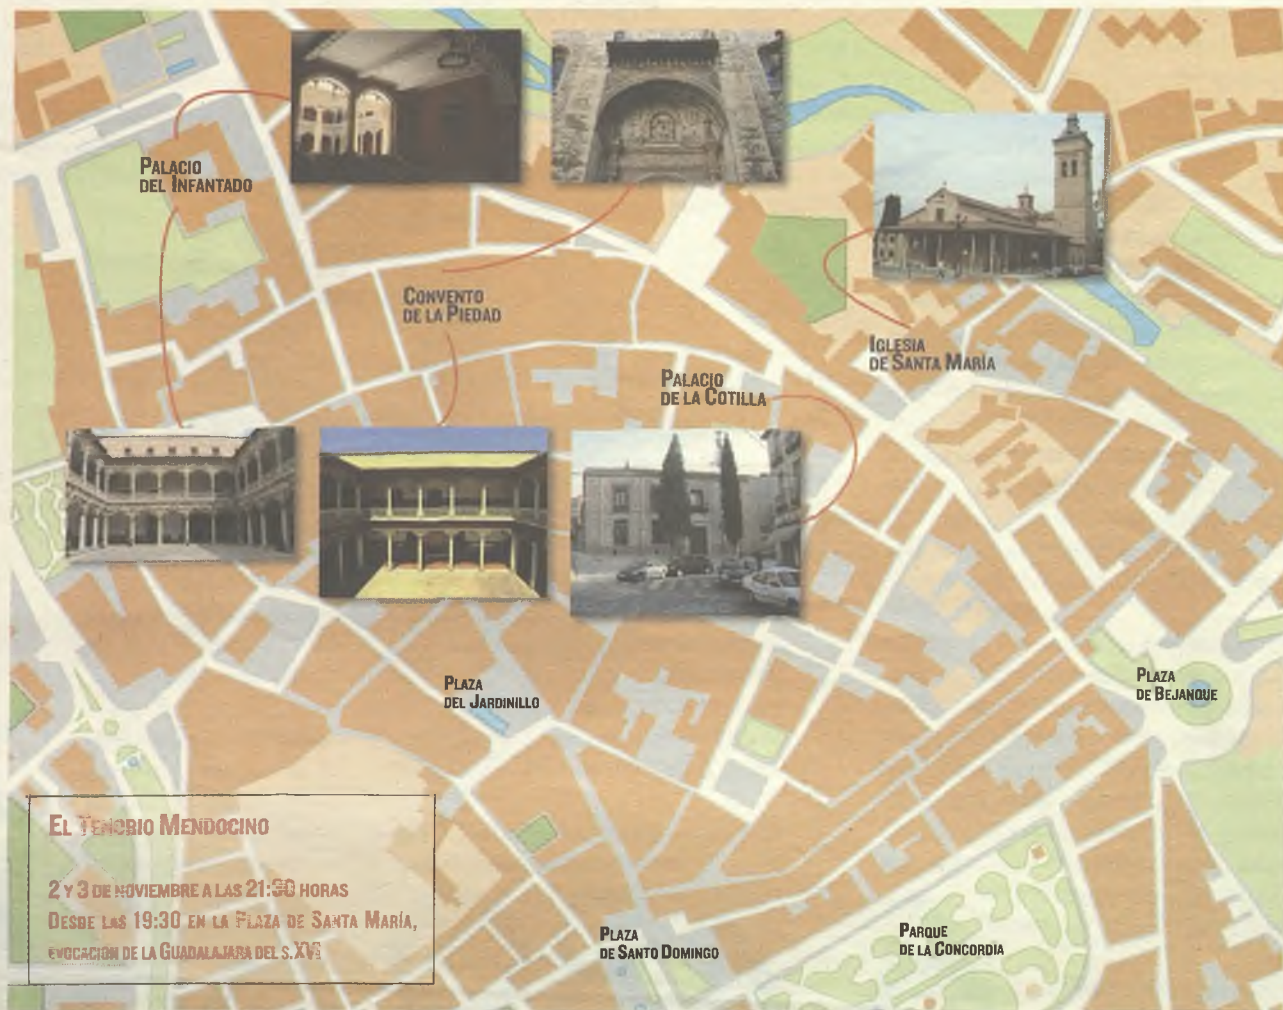 PALACIO
DEL INFANTADO
CONVENTO
DE LA PIEDAD
IGLESIA
DE SANTA MARÍA
PALACIO
DE LA COTILLA
PLAZA
DEL JARDINILLO
PLAZA
DE BEJANQUE
EL TENORIO MENDOCINO
2 Y 3 DE NOVIEMBRE A LAS 21:30 HORAS
DESDE LAS 19:30 EN LA PLAZA DE SANTA MARÍA,
EVOCACIÓN DE LA GUADALAJARA DEL S.XVI
PLAZA
DE SANTO DOMINGO
PARQUE
DE LA CONCORDIA